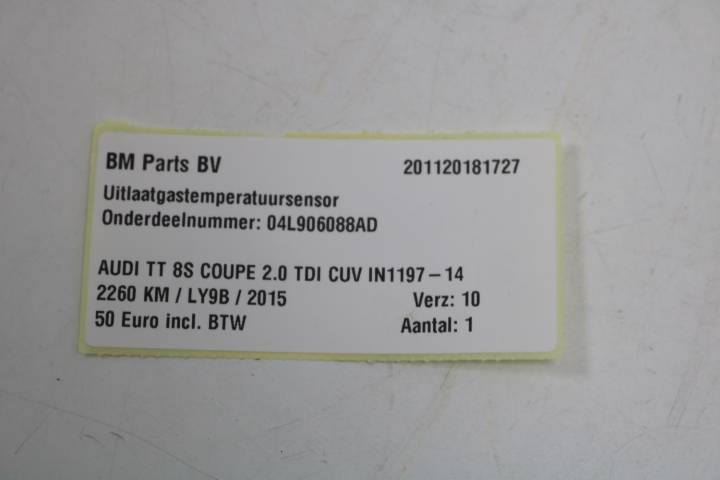 BM Parts BV 201120181727
Uitlaatgastemperatuursensor
Onderdeelnummer: 04L906088AD
AUDI TT 8S COUPE 2.0 TDI CUV IN1197-14
2260 KM / LY9B / 2015 Verz: 10
50 Euro incl. BTW Aantal: 1